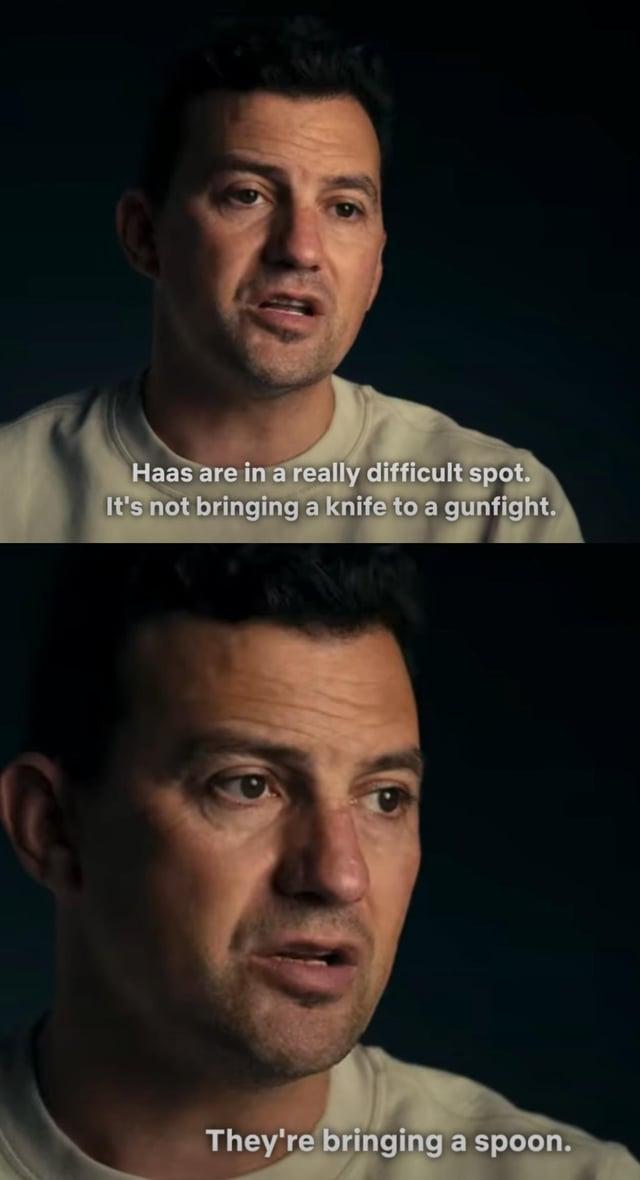 Haas are in a really difficult spot.
It's not bringing a knife to a gunfight.
They're bringing a spoon.